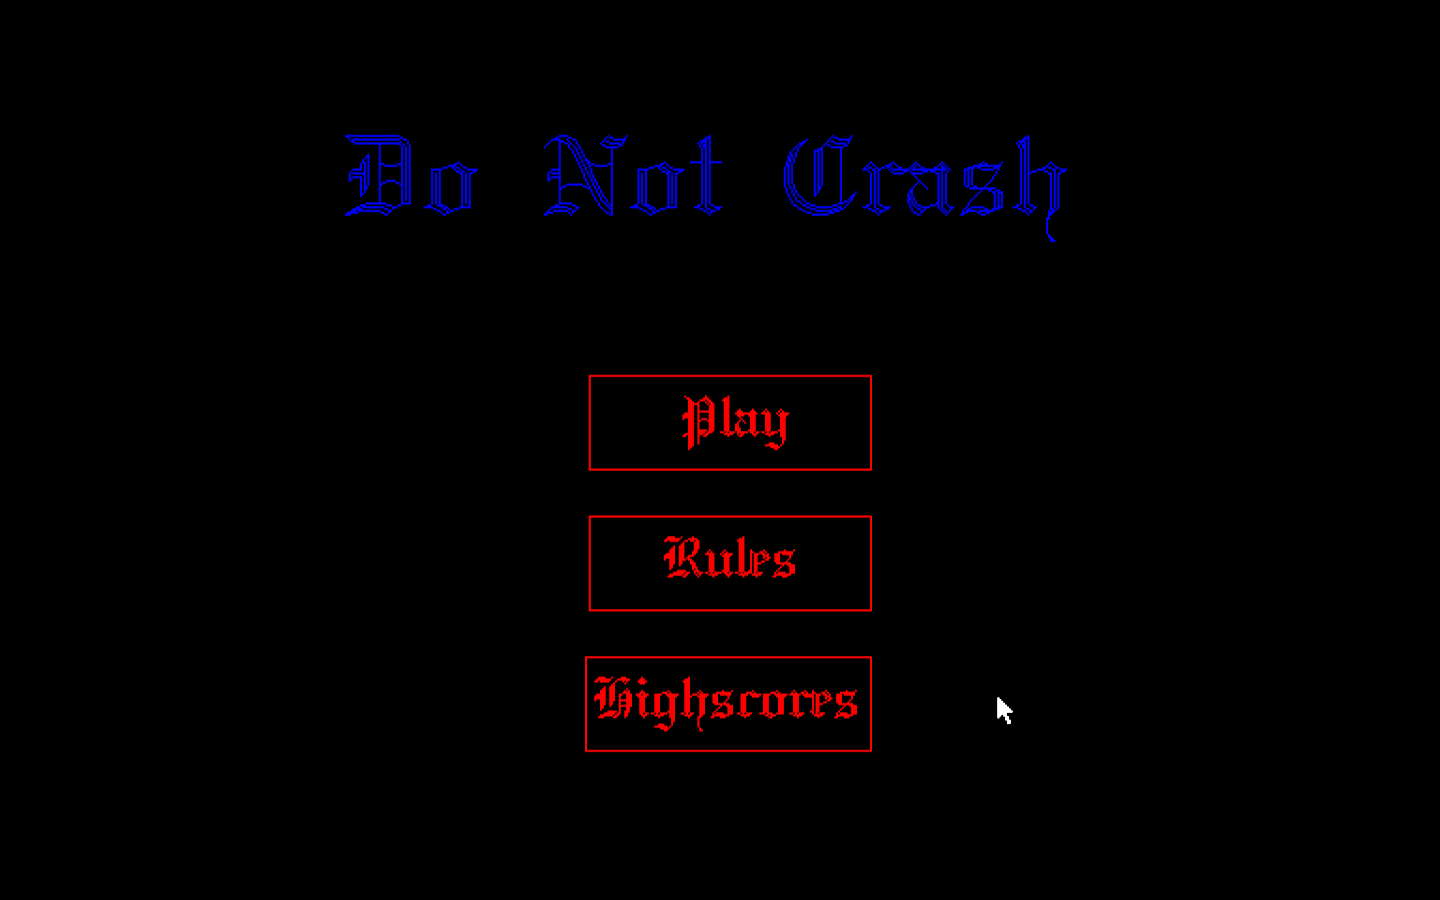 Do Not Crash
Play
Rules
Highscores